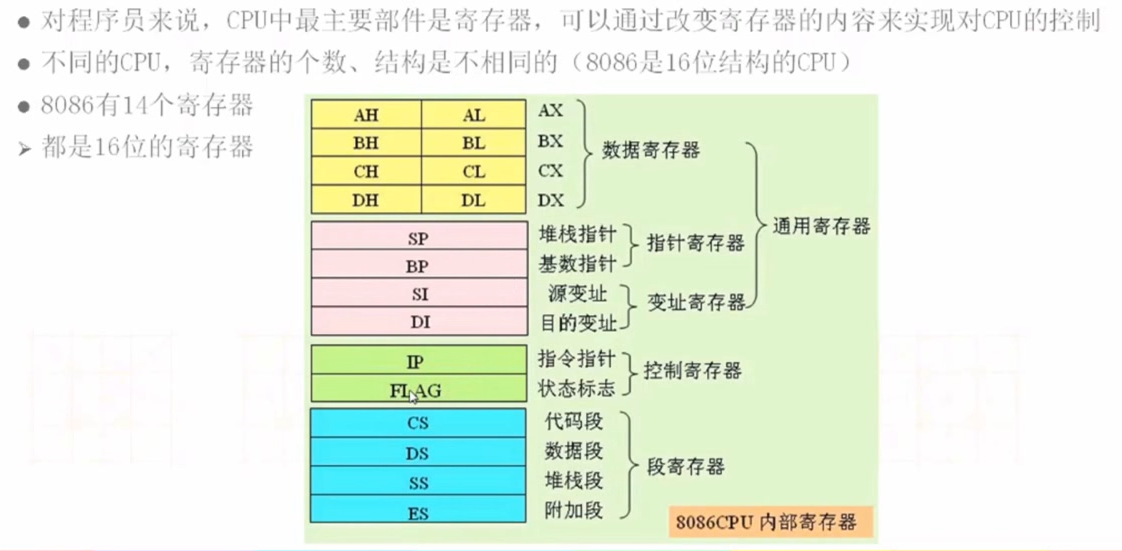 ● 对程序员来说，CPU中最主要部件是寄存器，可以通过改变寄存器的内容来实现对CPU的控制
● 不同的CPU，寄存器的个数、结构是不相同的（8086是16位结构的CPU）
● 8086有14个寄存器
➢ 都是16位的寄存器
AH AL AX
BH BL BX
数据寄存器
CH CL CX
DH DL DX
通用寄存器
SP 堆栈指针
指针寄存器
BP 基数指针
SI 源变址
变址寄存器
DI 目的变址
IP 指令指针
控制寄存器
FLAG 状态标志
CS 代码段
DS 数据段
段寄存器
SS 堆栈段
ES 附加段
8086CPU 内部寄存器